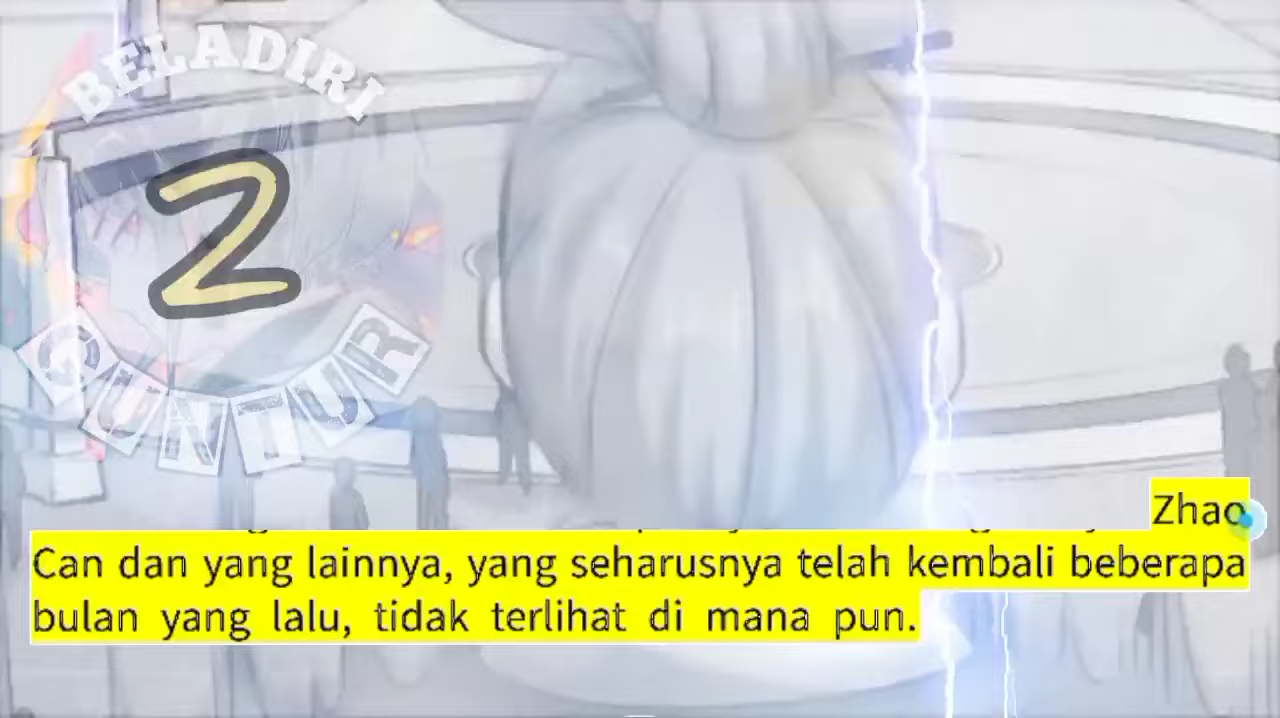 BELADIRI
2
GUNTUR
Zhao
Can dan yang lainnya, yang seharusnya telah kembali beberapa
bulan yang lalu, tidak terlihat di mana pun.